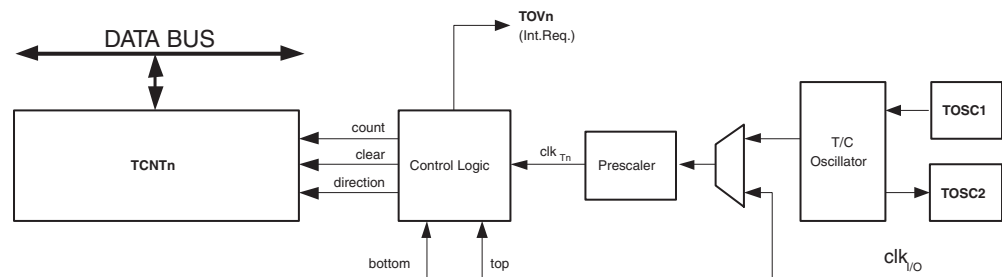 TOVn
(Int.Req.)
DATA BUS
TCNTn
count
clear
direction
Control Logic
clk Tn
Prescaler
T/C
Oscillator
TOSC1
TOSC2
bottom
top
clk I/O